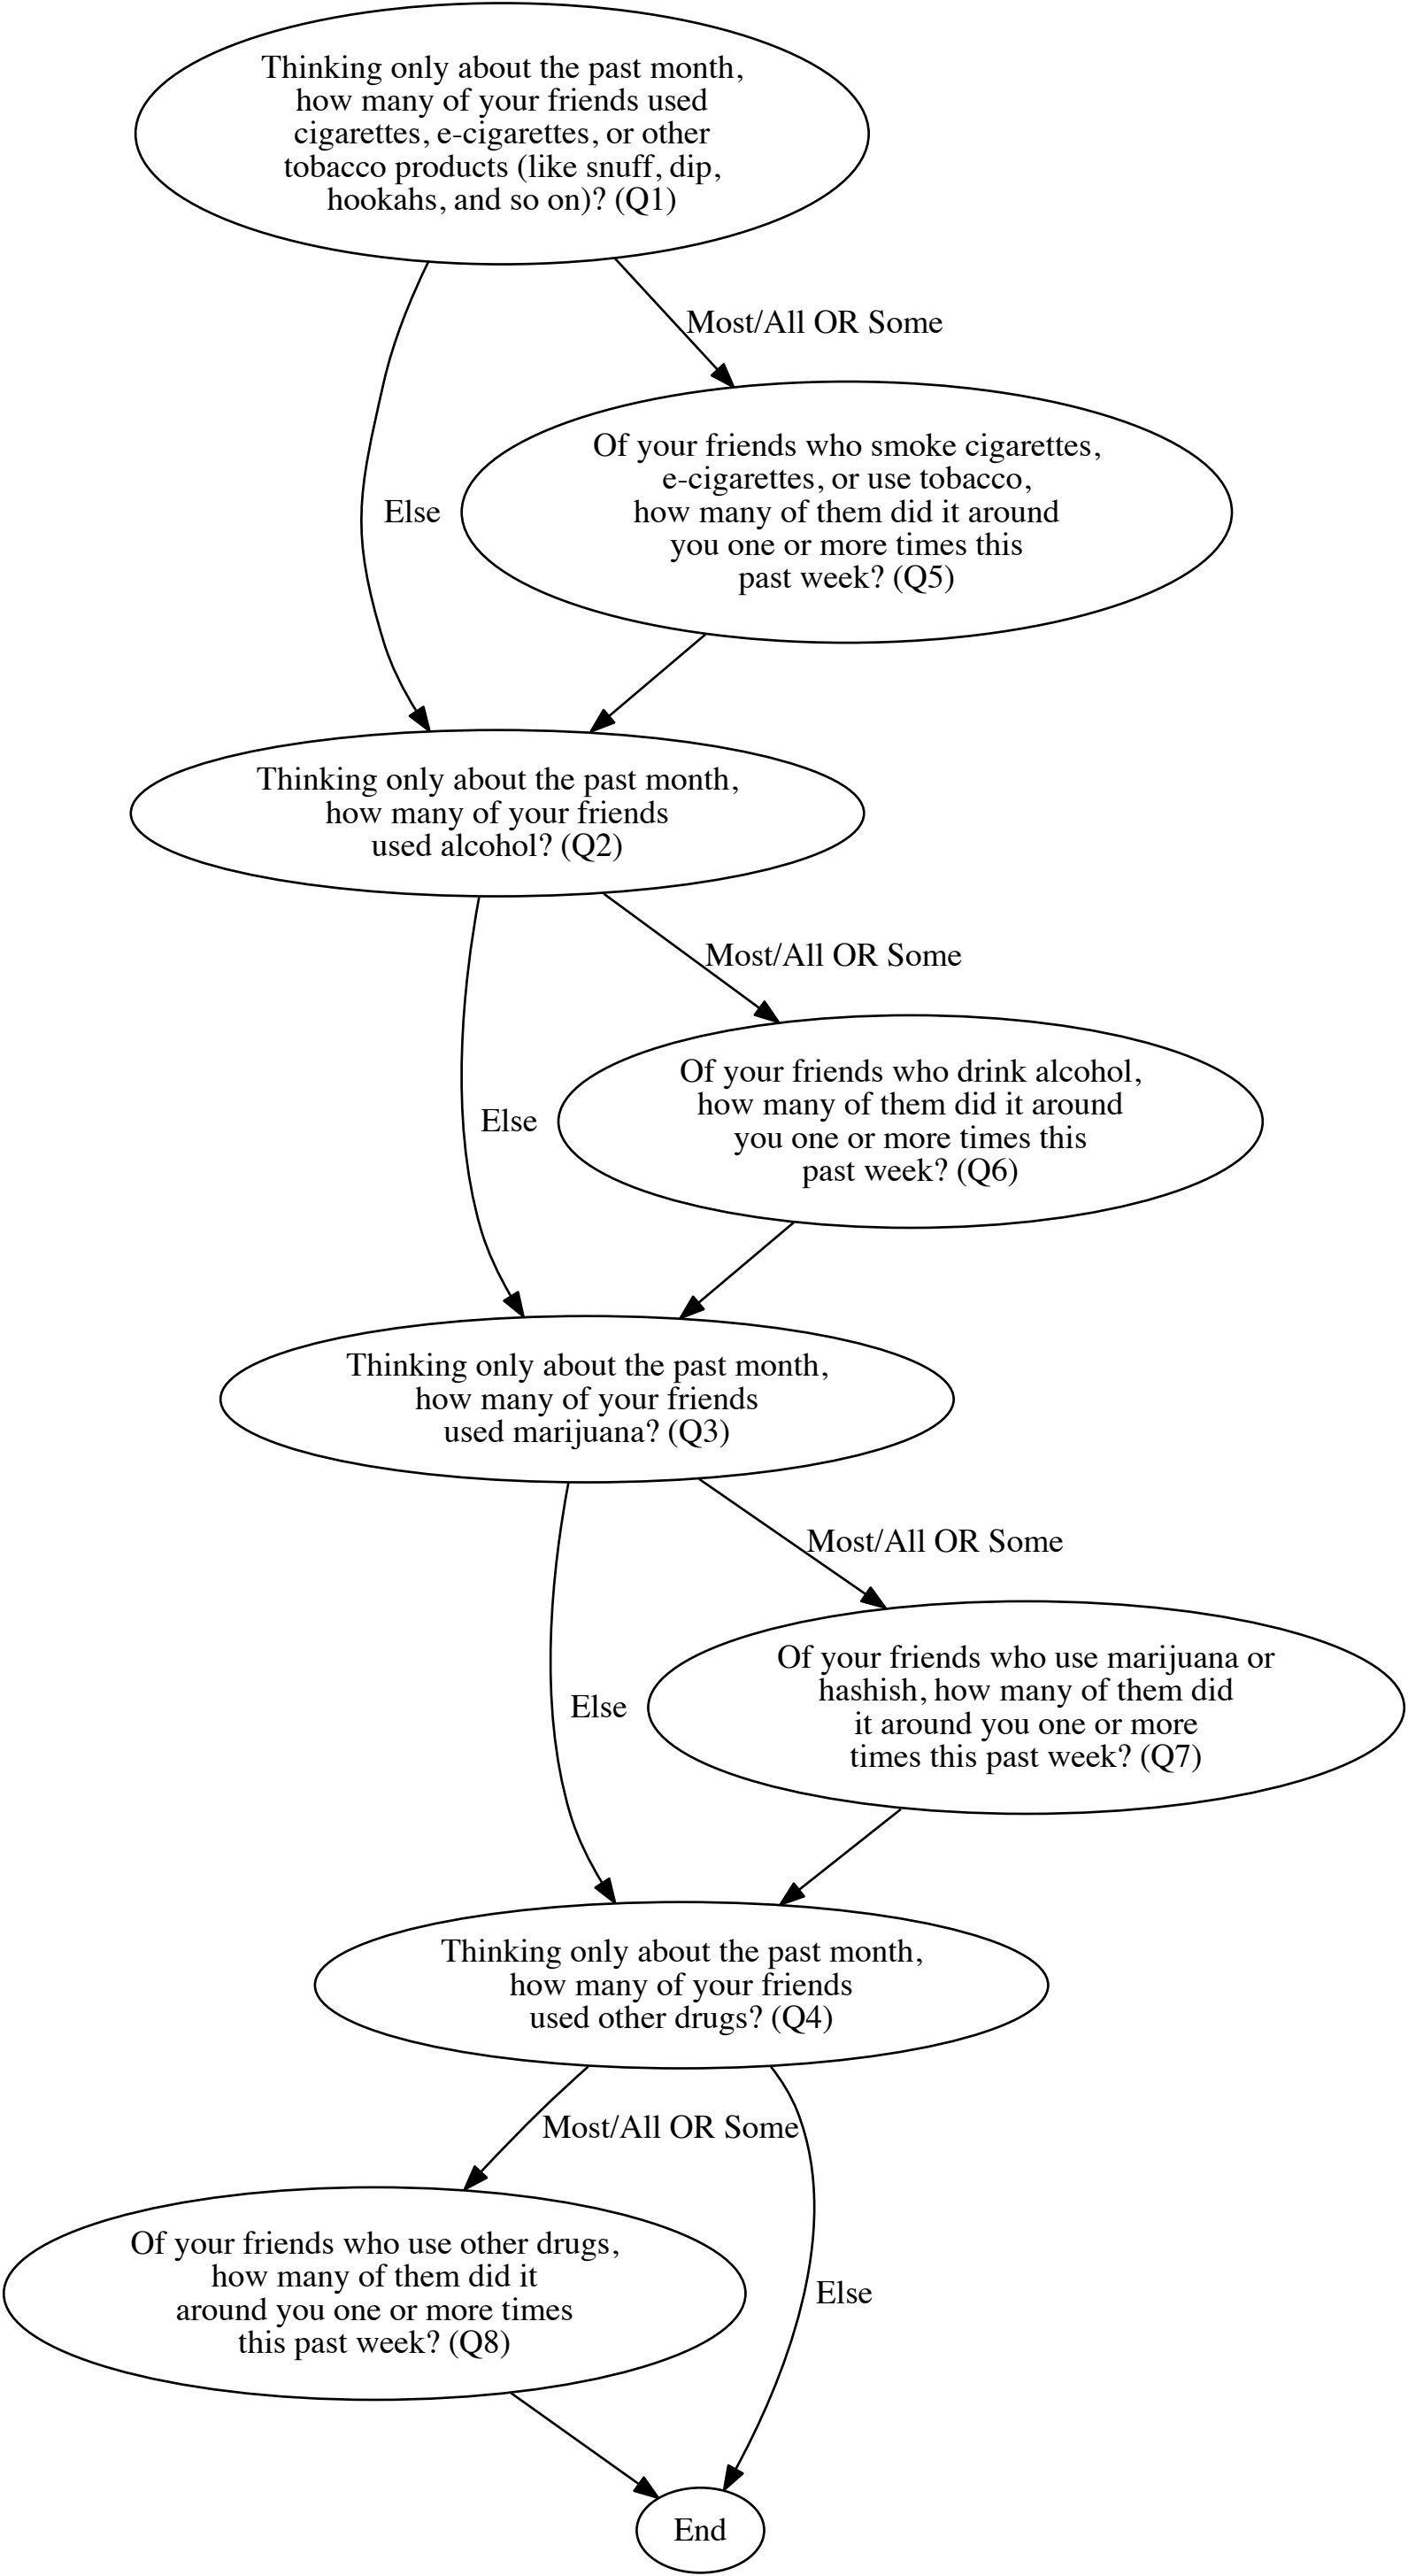 Thinking only about the past month,
how many of your friends used
cigarettes, e-cigarettes, or other
tobacco products (like snuff, dip,
hookahs, and so on)? (Q1)
Most/All OR Some
Of your friends who smoke cigarettes,
e-cigarettes, or use tobacco,
how many of them did it around
you one or more times this
past week? (Q5)
Else
Thinking only about the past month,
how many of your friends
used alcohol? (Q2)
Most/All OR Some
Of your friends who drink alcohol,
how many of them did it around
you one or more times this
past week? (Q6)
Else
Thinking only about the past month,
how many of your friends
used marijuana? (Q3)
Most/All OR Some
Of your friends who use marijuana or
hashish, how many of them did
it around you one or more
times this past week? (Q7)
Else
Thinking only about the past month,
how many of your friends
used other drugs? (Q4)
Most/All OR Some
Of your friends who use other drugs,
how many of them did it
around you one or more times
this past week? (Q8)
Else
End